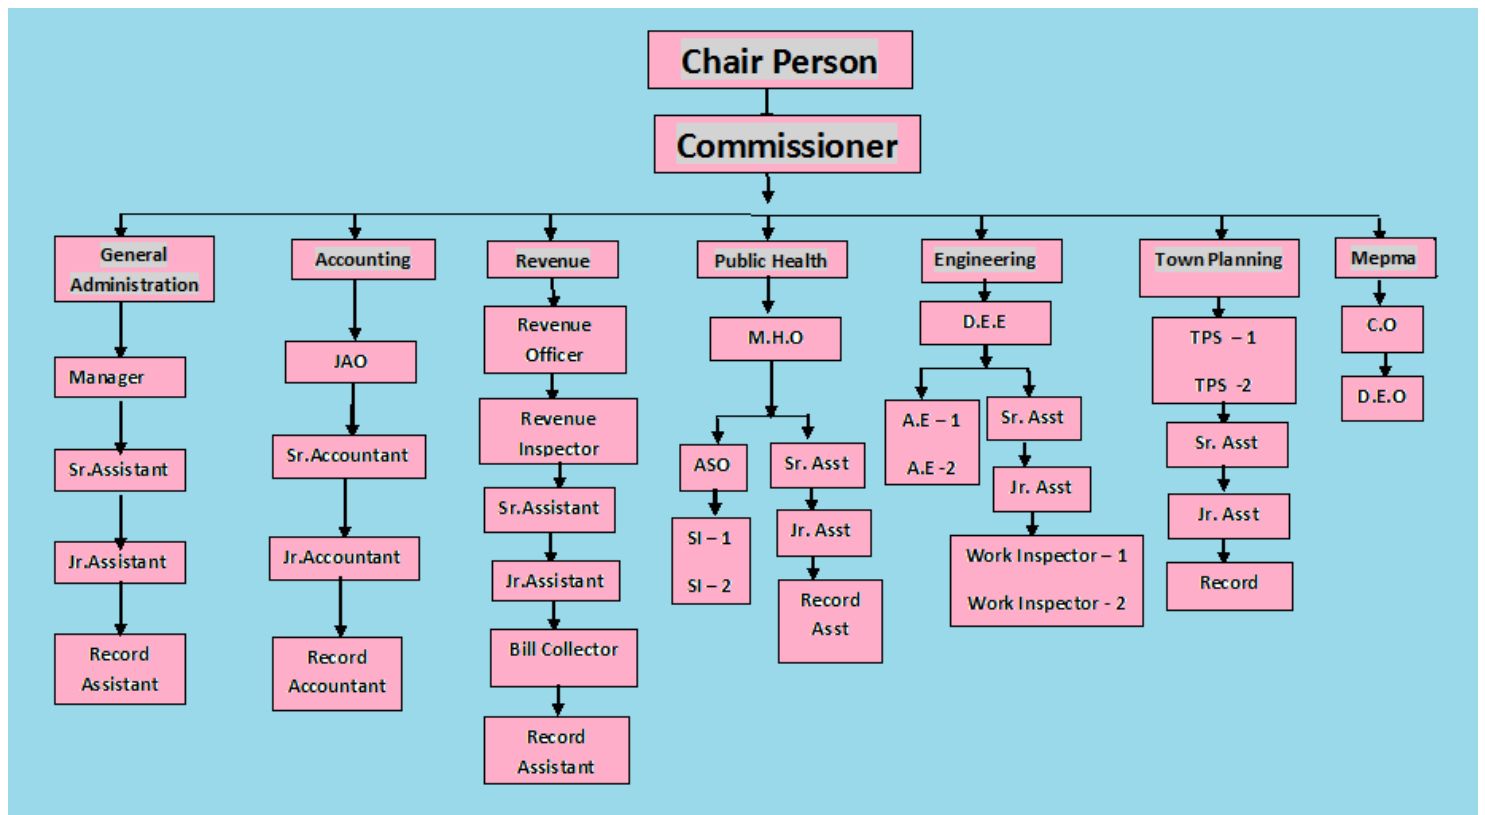 Chair Person
Commissioner
General
Administration
Manager
Sr.Assistant
Jr.Assistant
Record
Assistant
Accounting
JAO
Sr.Accountant
Jr.Accountant
Record
Accountant
Revenue
Revenue
Officer
Revenue
Inspector
Sr.Assistant
Jr.Assistant
Bill Collector
Record
Assistant
Public Health
M.H.O
ASO
SI – 1
SI – 2
Sr. Asst
Jr. Asst
Record
Asst
Engineering
D.E.E
A.E – 1
A.E -2
Sr. Asst
Jr. Asst
Work Inspector – 1
Work Inspector - 2
Town Planning
TPS – 1
TPS -2
Sr. Asst
Jr. Asst
Record
Mepma
C.O
D.E.O